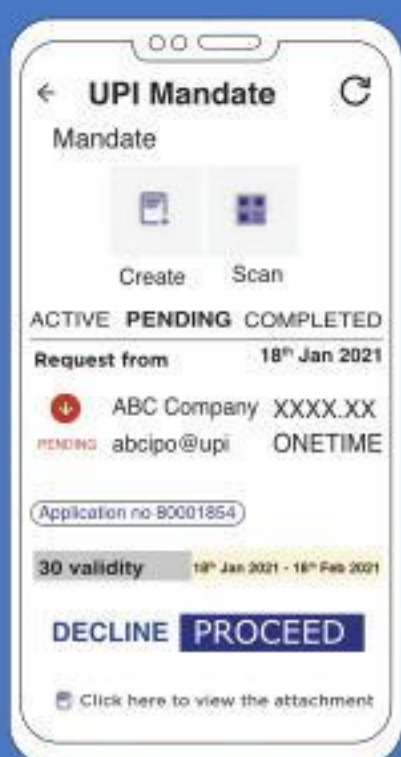 UPI Mandate
Mandate
Create Scan
ACTIVE PENDING COMPLETED
Request from 18th Jan 2021
ABC Company XXXX.XX
PENDING abcipo@upi ONETIME
Application no 80001854
30 validity 18th Jan 2021 - 18th Feb 2021
DECLINE PROCEED
Click here to view the attachment